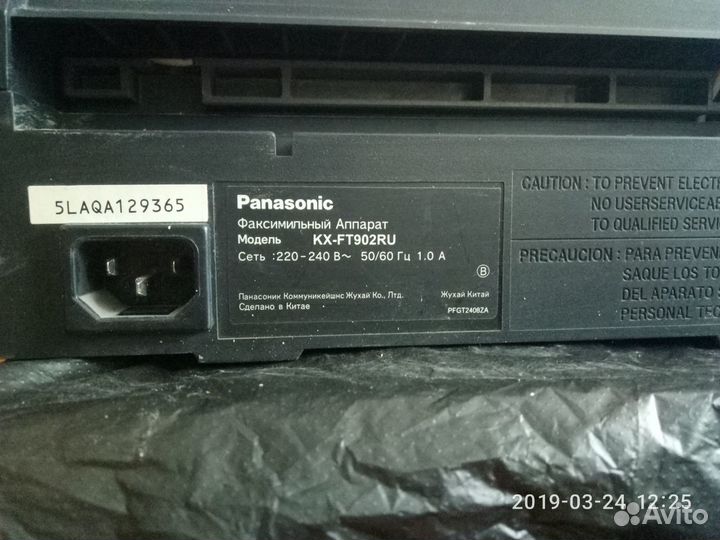 5LAQA129365
Panasonic
Факсимильный Аппарат
Модель KX-FT902RU
Сеть :220-240 В~ 50/60 Гц 1.0 А
B
Панасоник Коммуникейшнс Жухай Ко., Лтд. Жухай Китай
Сделано в Китае
PFGT2408ZA
CAUTION : TO PREVENT ELECTR
NO USERSERVICEAB
TO QUALIFIED SERVI
PRECAUCION : PARA PREVEN
SAQUE LOS TO
DEL APARATO S
PERSONAL TEC
2019-03-24 12:25
Avito